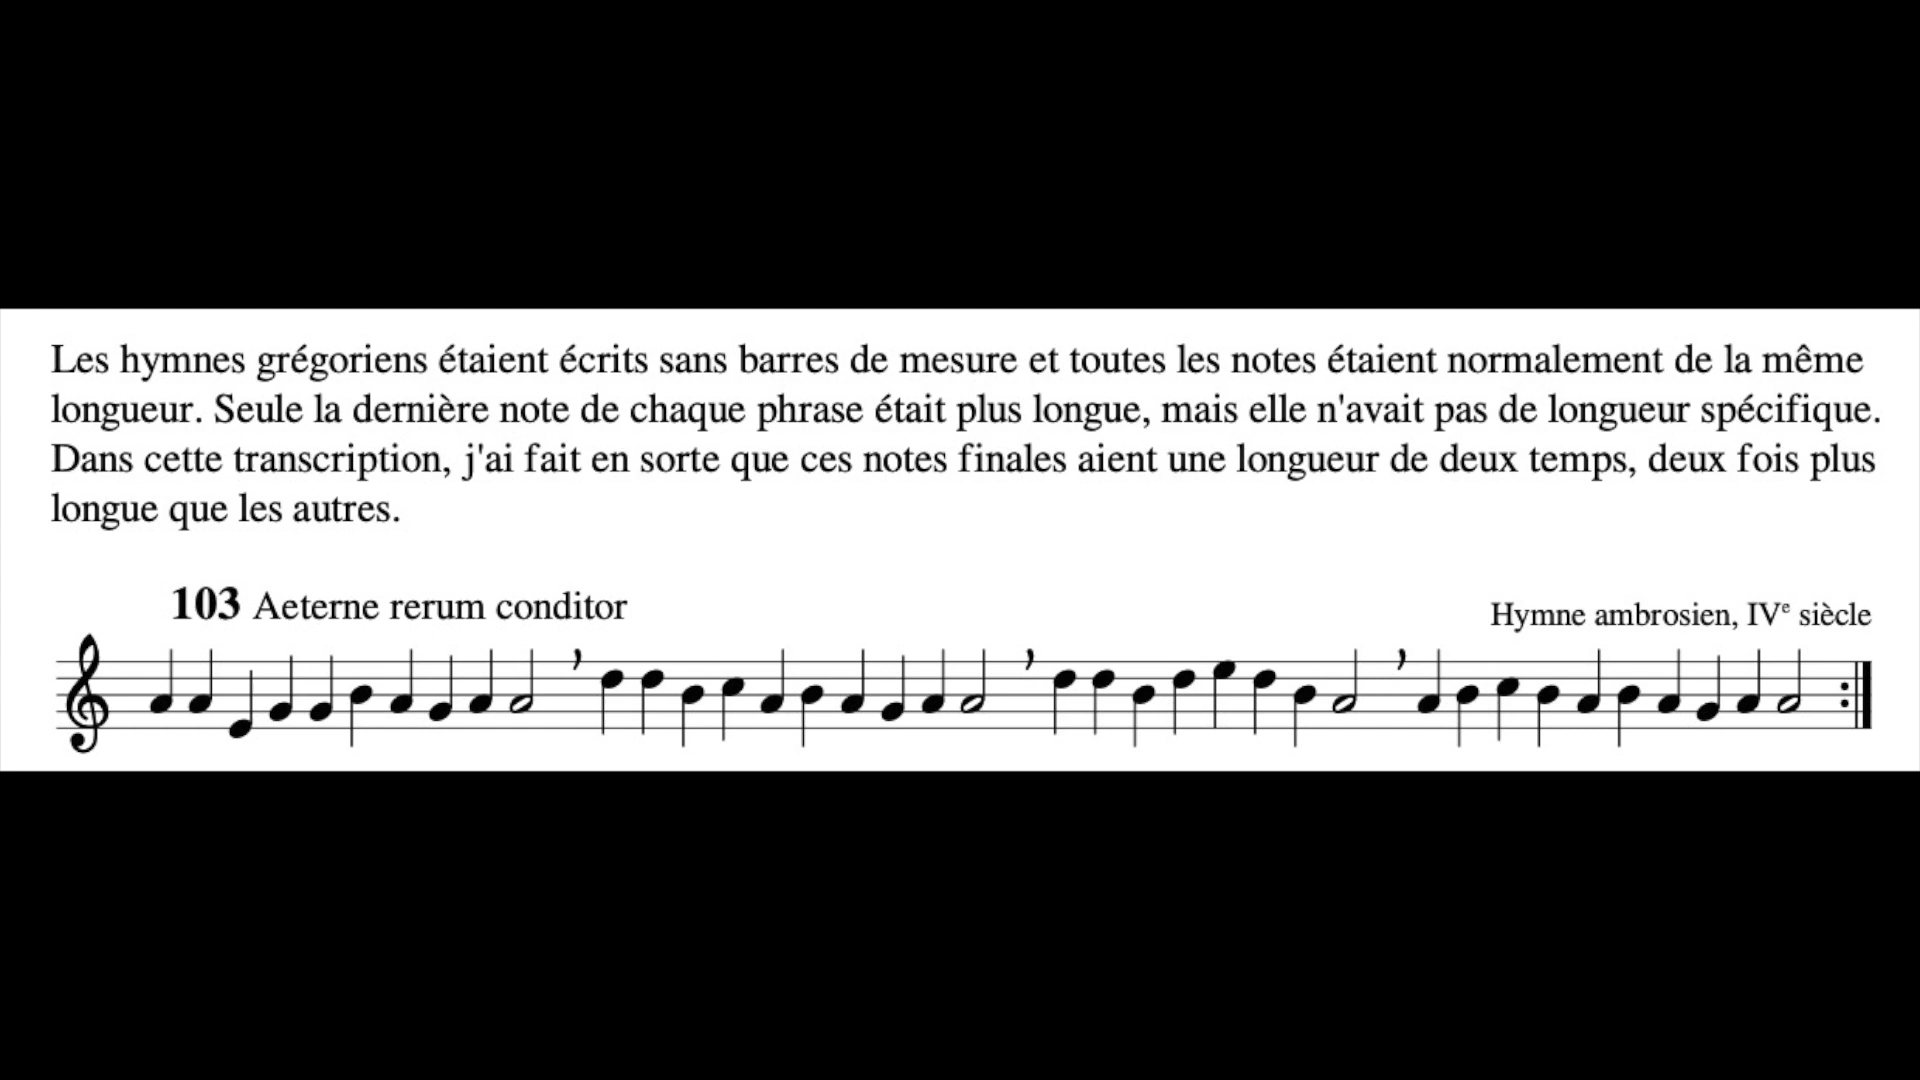 Les hymnes grégoriens étaient écrits sans barres de mesure et toutes les notes étaient normalement de la même
longueur. Seule la dernière note de chaque phrase était plus longue, mais elle n'avait pas de longueur spécifique.
Dans cette transcription, j'ai fait en sorte que ces notes finales aient une longueur de deux temps, deux fois plus
longue que les autres.
103 Aeterne rerum conditor
Hymne ambrosien, IVe siècle